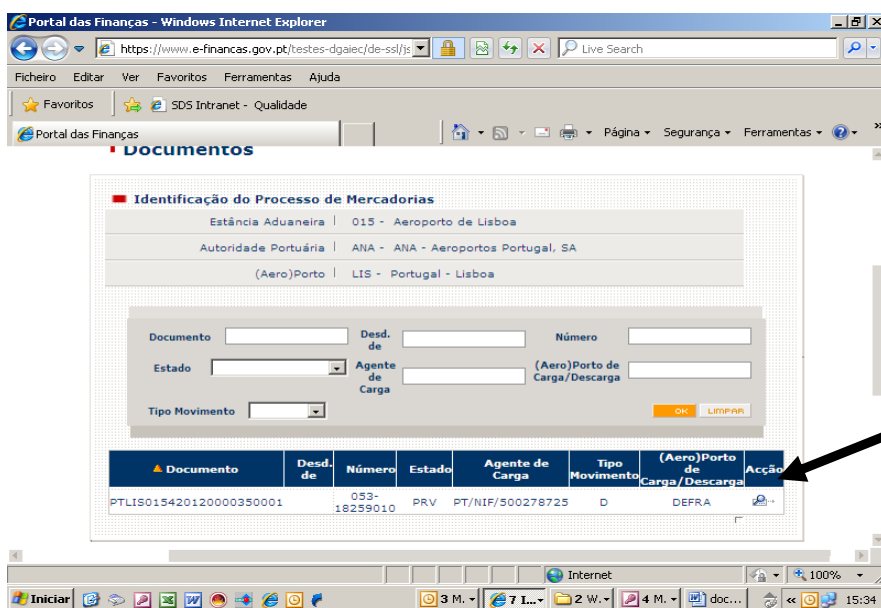 Portal das Finanças - Windows Internet Explorer
https://www.e-financas.gov.pt/testes-dgaiec/de-ssl/js
Live Search
Ficheiro Editar Ver Favoritos Ferramentas Ajuda
Favoritos SDS Intranet - Qualidade
Portal das Finanças Página Segurança Ferramentas »
Documentos
Identificação do Processo de Mercadorias
Estância Aduaneira 015 - Aeroporto de Lisboa
Autoridade Portuária ANA - ANA - Aeroportos Portugal, SA
(Aero)Porto LIS - Portugal - Lisboa
Documento Desd. de Número
Estado Agente de Carga (Aero)Porto de Carga/Descarga
Tipo Movimento OK LIMPAR
Documento Desd. de Número Estado Agente de Carga Tipo Movimento (Aero)Porto de Carga/Descarga Acção
PTLIS015420120000350001 053-18259010 PRV PT/NIF/500278725 D DEFRA
Internet 100%
Iniciar 3 M. 7 I... 2 W. 4 M. doc... « 15:34